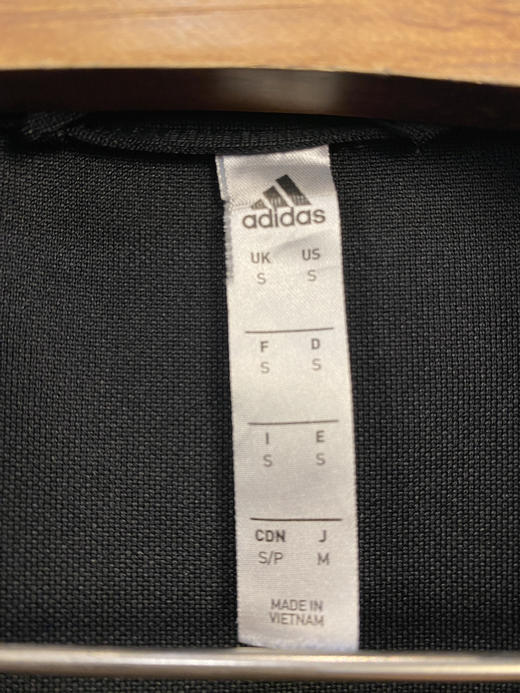 adidas
UK US
S S
F D
S S
I E
S S
CDN J
S/P M
MADE IN
VIETNAM